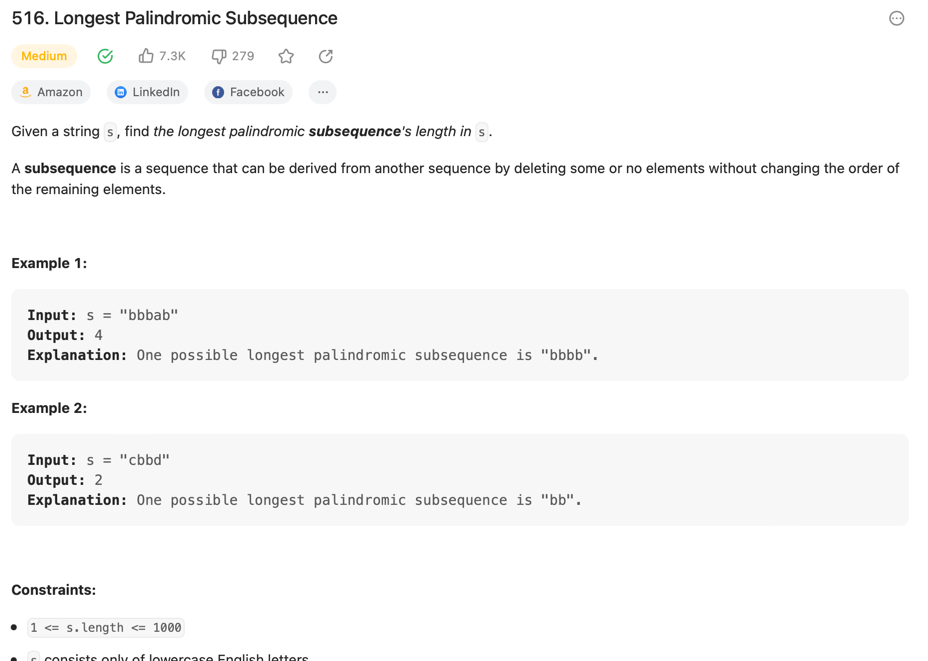 516. Longest Palindromic Subsequence
Medium 7.3K 279
Amazon LinkedIn Facebook ...
Given a string s, find the longest palindromic subsequence's length in s.
A subsequence is a sequence that can be derived from another sequence by deleting some or no elements without changing the order of
the remaining elements.
Example 1:
Input: s = "bbbab"
Output: 4
Explanation: One possible longest palindromic subsequence is "bbbb".
Example 2:
Input: s = "cbbd"
Output: 2
Explanation: One possible longest palindromic subsequence is "bb".
Constraints:
• 1 <= s.length <= 1000
• s consists only of lowercase English letters.